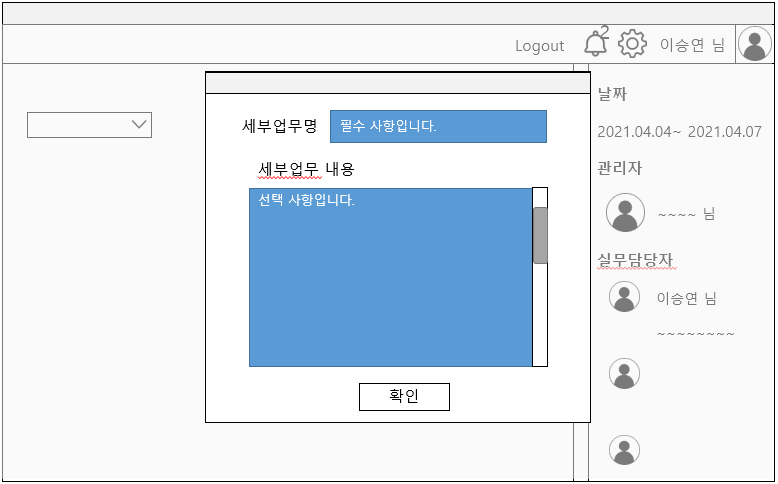 Logout
2
이승연 님
날짜
2021.04.04~ 2021.04.07
관리자
~~~~ 님
실무담당자
이승연 님
~~~~~~~~
세부업무명
필수 사항입니다.
세부업무 내용
선택 사항입니다.
확인